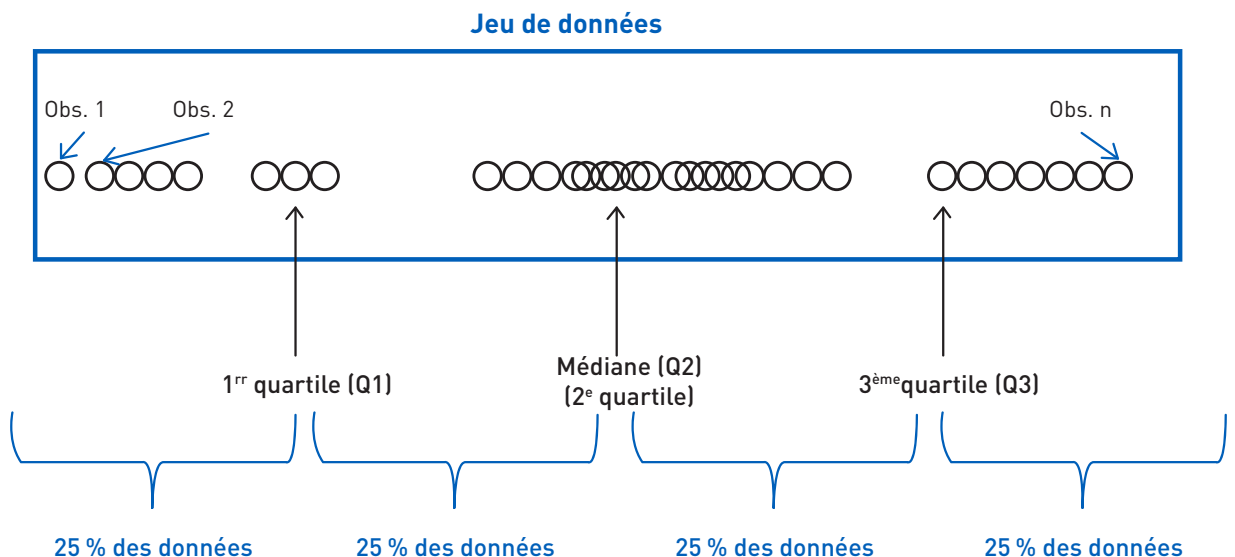 Jeu de données
Obs. 1
Obs. 2
Obs. n
1rr quartile (Q1)
Médiane (Q2)
(2e quartile)
3èmequartile (Q3)
25 % des données
25 % des données
25 % des données
25 % des données